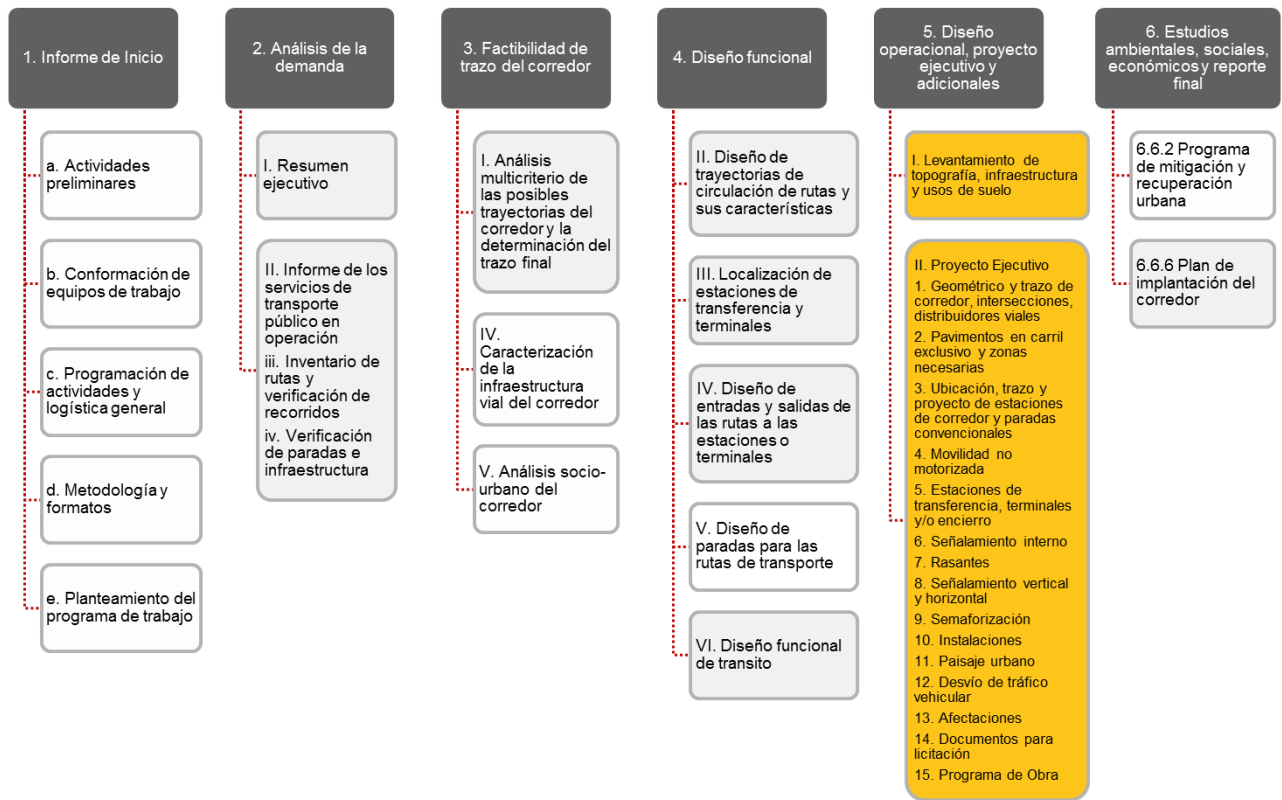 1. Informe de Inicio
a. Actividades
preliminares
b. Conformación de
equipos de trabajo
c. Programación de
actividades y
logística general
d. Metodología y
formatos
e. Planteamiento del
programa de trabajo
2. Análisis de la
demanda
I. Resumen
ejecutivo
II. Informe de los
servicios de
transporte
público en
operación
iii. Inventario de
rutas y
verificación de
recorridos
iv. Verificación
de paradas e
infraestructura
3. Factibilidad de
trazo del corredor
I. Análisis
multicriterio de
las posibles
trayectorias del
corredor y la
determinación del
trazo final
IV.
Caracterización
de la
infraestructura
vial del corredor
V. Análisis socio-
urbano del
corredor
4. Diseño funcional
II. Diseño de
trayectorias de
circulación de rutas y
sus características
III. Localización de
estaciones de
transferencia y
terminales
IV. Diseño de
entradas y salidas de
las rutas a las
estaciones o
terminales
V. Diseño de
paradas para las
rutas de transporte
VI. Diseño funcional
de transito
5. Diseño
operacional, proyecto
ejecutivo y
adicionales
I. Levantamiento de
topografía, infraestructura
y usos de suelo
II. Proyecto Ejecutivo
1. Geométrico y trazo de
corredor, intersecciones,
distribuidores viales
2. Pavimentos en carril
exclusivo y zonas
necesarias
3. Ubicación, trazo y
proyecto de estaciones
de corredor y paradas
convencionales
4. Movilidad no
motorizada
5. Estaciones de
transferencia, terminales
y/o encierro
6. Señalamiento interno
7. Rasantes
8. Señalamiento vertical
y horizontal
9. Semaforización
10. Instalaciones
11. Paisaje urbano
12. Desvío de tráfico
vehicular
13. Afectaciones
14. Documentos para
licitación
15. Programa de Obra
6. Estudios
ambientales, sociales,
económicos y reporte
final
6.6.2 Programa
de mitigación y
recuperación
urbana
6.6.6 Plan de
implantación del
corredor